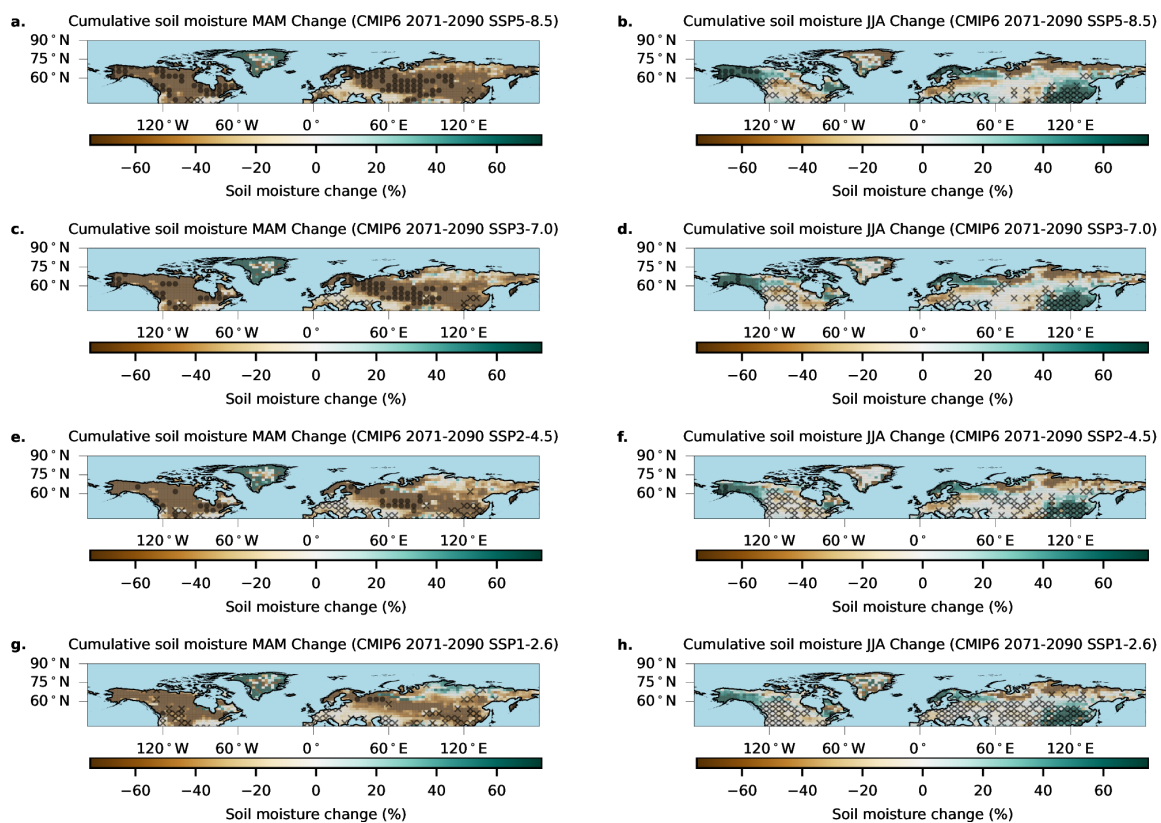 a. Cumulative soil moisture MAM Change (CMIP6 2071-2090 SSP5-8.5)
90°N
75°N
60°N
120°W 60°W 0° 60°E 120°E
−60 −40 −20 0 20 40 60
Soil moisture change (%)
b. Cumulative soil moisture JJA Change (CMIP6 2071-2090 SSP5-8.5)
90°N
75°N
60°N
120°W 60°W 0° 60°E 120°E
−60 −40 −20 0 20 40 60
Soil moisture change (%)
c. Cumulative soil moisture MAM Change (CMIP6 2071-2090 SSP3-7.0)
90°N
75°N
60°N
120°W 60°W 0° 60°E 120°E
−60 −40 −20 0 20 40 60
Soil moisture change (%)
d. Cumulative soil moisture JJA Change (CMIP6 2071-2090 SSP3-7.0)
90°N
75°N
60°N
120°W 60°W 0° 60°E 120°E
−60 −40 −20 0 20 40 60
Soil moisture change (%)
e. Cumulative soil moisture MAM Change (CMIP6 2071-2090 SSP2-4.5)
90°N
75°N
60°N
120°W 60°W 0° 60°E 120°E
−60 −40 −20 0 20 40 60
Soil moisture change (%)
f. Cumulative soil moisture JJA Change (CMIP6 2071-2090 SSP2-4.5)
90°N
75°N
60°N
120°W 60°W 0° 60°E 120°E
−60 −40 −20 0 20 40 60
Soil moisture change (%)
g. Cumulative soil moisture MAM Change (CMIP6 2071-2090 SSP1-2.6)
90°N
75°N
60°N
120°W 60°W 0° 60°E 120°E
−60 −40 −20 0 20 40 60
Soil moisture change (%)
h. Cumulative soil moisture JJA Change (CMIP6 2071-2090 SSP1-2.6)
90°N
75°N
60°N
120°W 60°W 0° 60°E 120°E
−60 −40 −20 0 20 40 60
Soil moisture change (%)